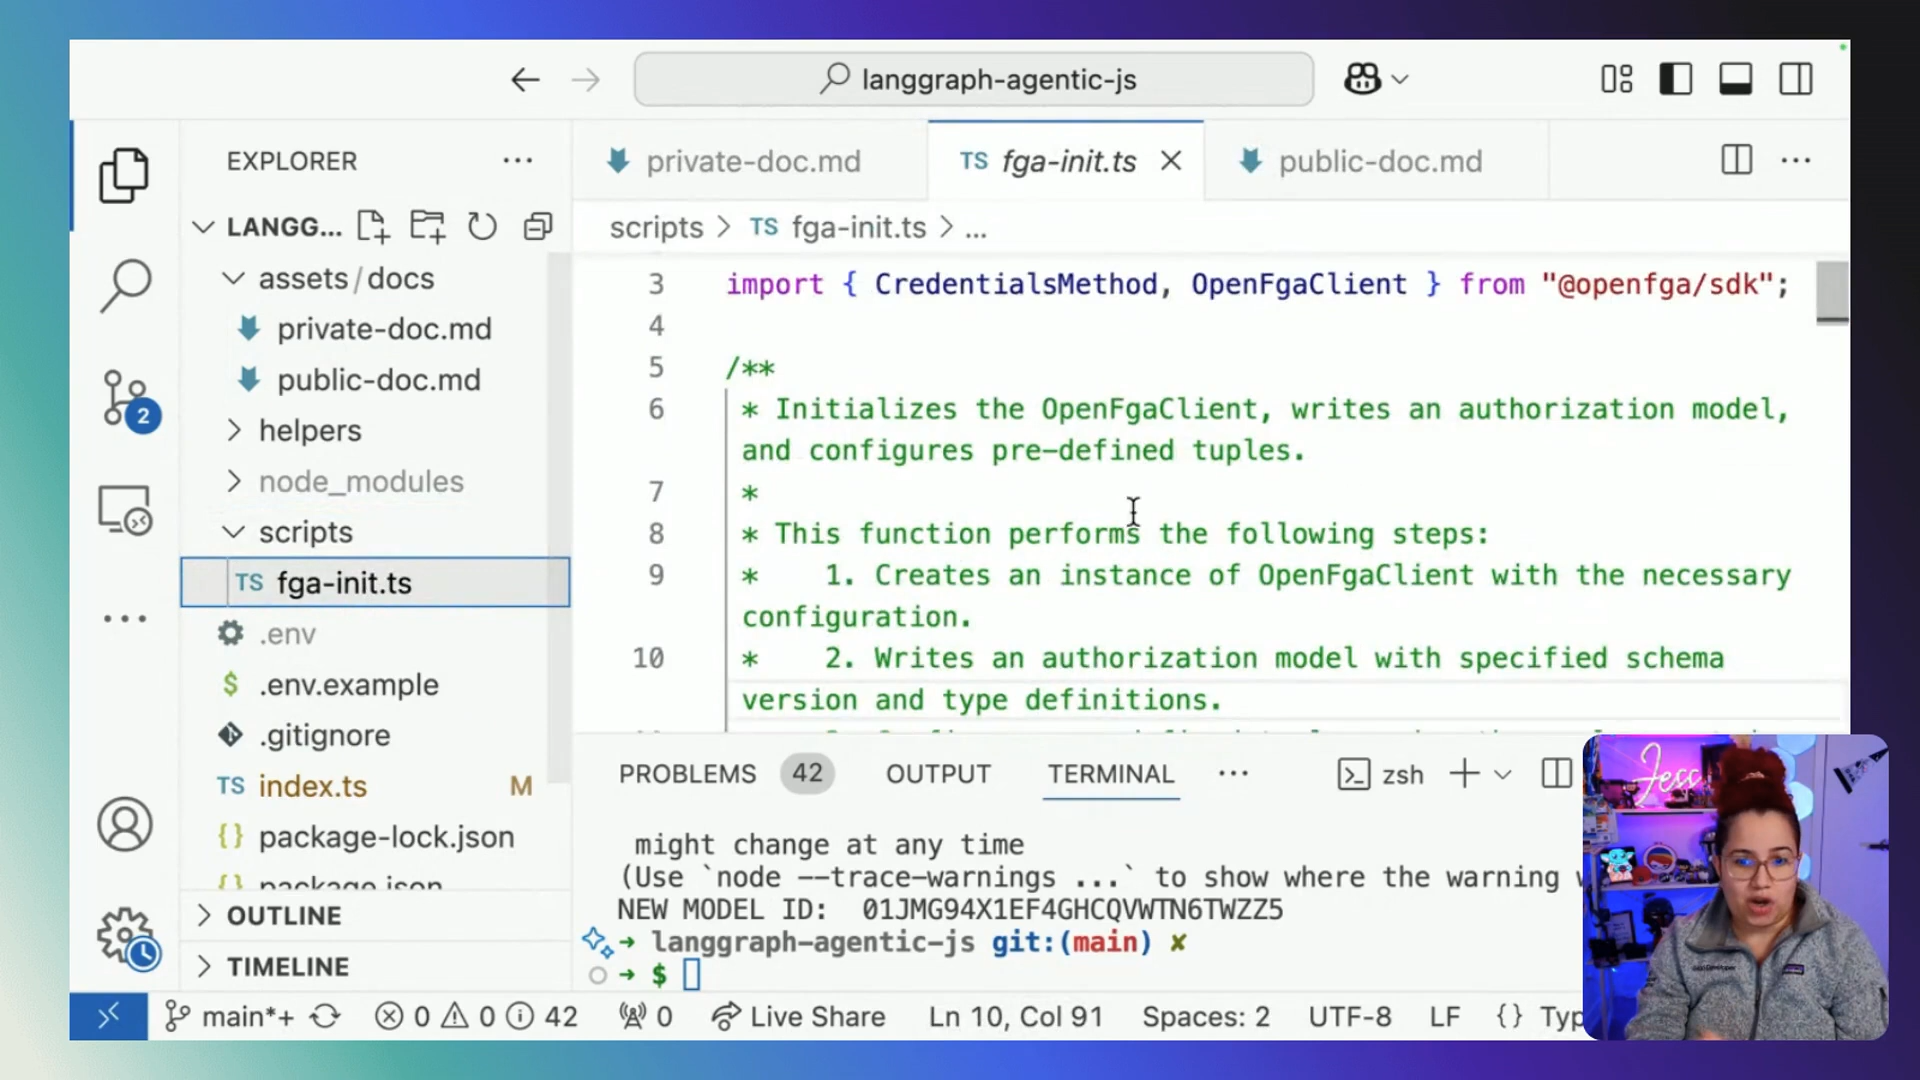 langgraph-agentic-js
EXPLORER
private-doc.md
TS fga-init.ts
public-doc.md
LANGG...
scripts > TS fga-init.ts > ...
assets/docs
private-doc.md
public-doc.md
helpers
node_modules
scripts
TS fga-init.ts
.env
$ .env.example
.gitignore
TS index.ts M
{} package-lock.json
{} package.json
OUTLINE
TIMELINE
2
3 import { CredentialsMethod, OpenFgaClient } from "@openfga/sdk";
4
5 /**
6 * Initializes the OpenFgaClient, writes an authorization model,
and configures pre-defined tuples.
7 *
8 * This function performs the following steps:
9 * 1. Creates an instance of OpenFgaClient with the necessary
configuration.
10 * 2. Writes an authorization model with specified schema
version and type definitions.
PROBLEMS 42 OUTPUT TERMINAL ... zsh
might change at any time
(Use `node --trace-warnings ...` to show where the warning
NEW MODEL ID: 01JMG94X1EF4GHCQVWTN6TWZZ5
→ langgraph-agentic-js git:(main) ✘
→ $
main*+ 0 0 42 0 Live Share Ln 10, Col 91 Spaces: 2 UTF-8 LF {} Typ
Jess